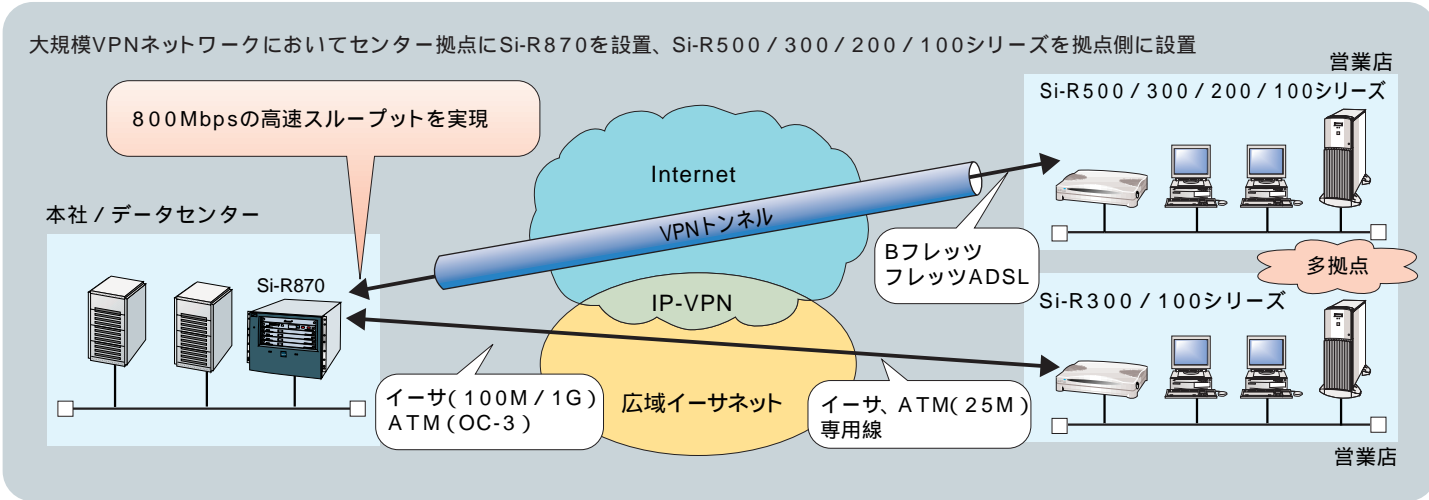 大規模VPNネットワークにおいてセンター拠点にSi-R870を設置、Si-R500/300/200/100シリーズを拠点側に設置
800Mbpsの高速スループットを実現
本社/データセンター
Si-R870
Internet
VPNトンネル
IP-VPN
広域イーサネット
イーサ(100M/1G)
ATM(OC-3)
Bフレッツ
フレッツADSL
イーサ、ATM(25M)
専用線
営業店
Si-R500/300/200/100シリーズ
多拠点
Si-R300/100シリーズ
営業店